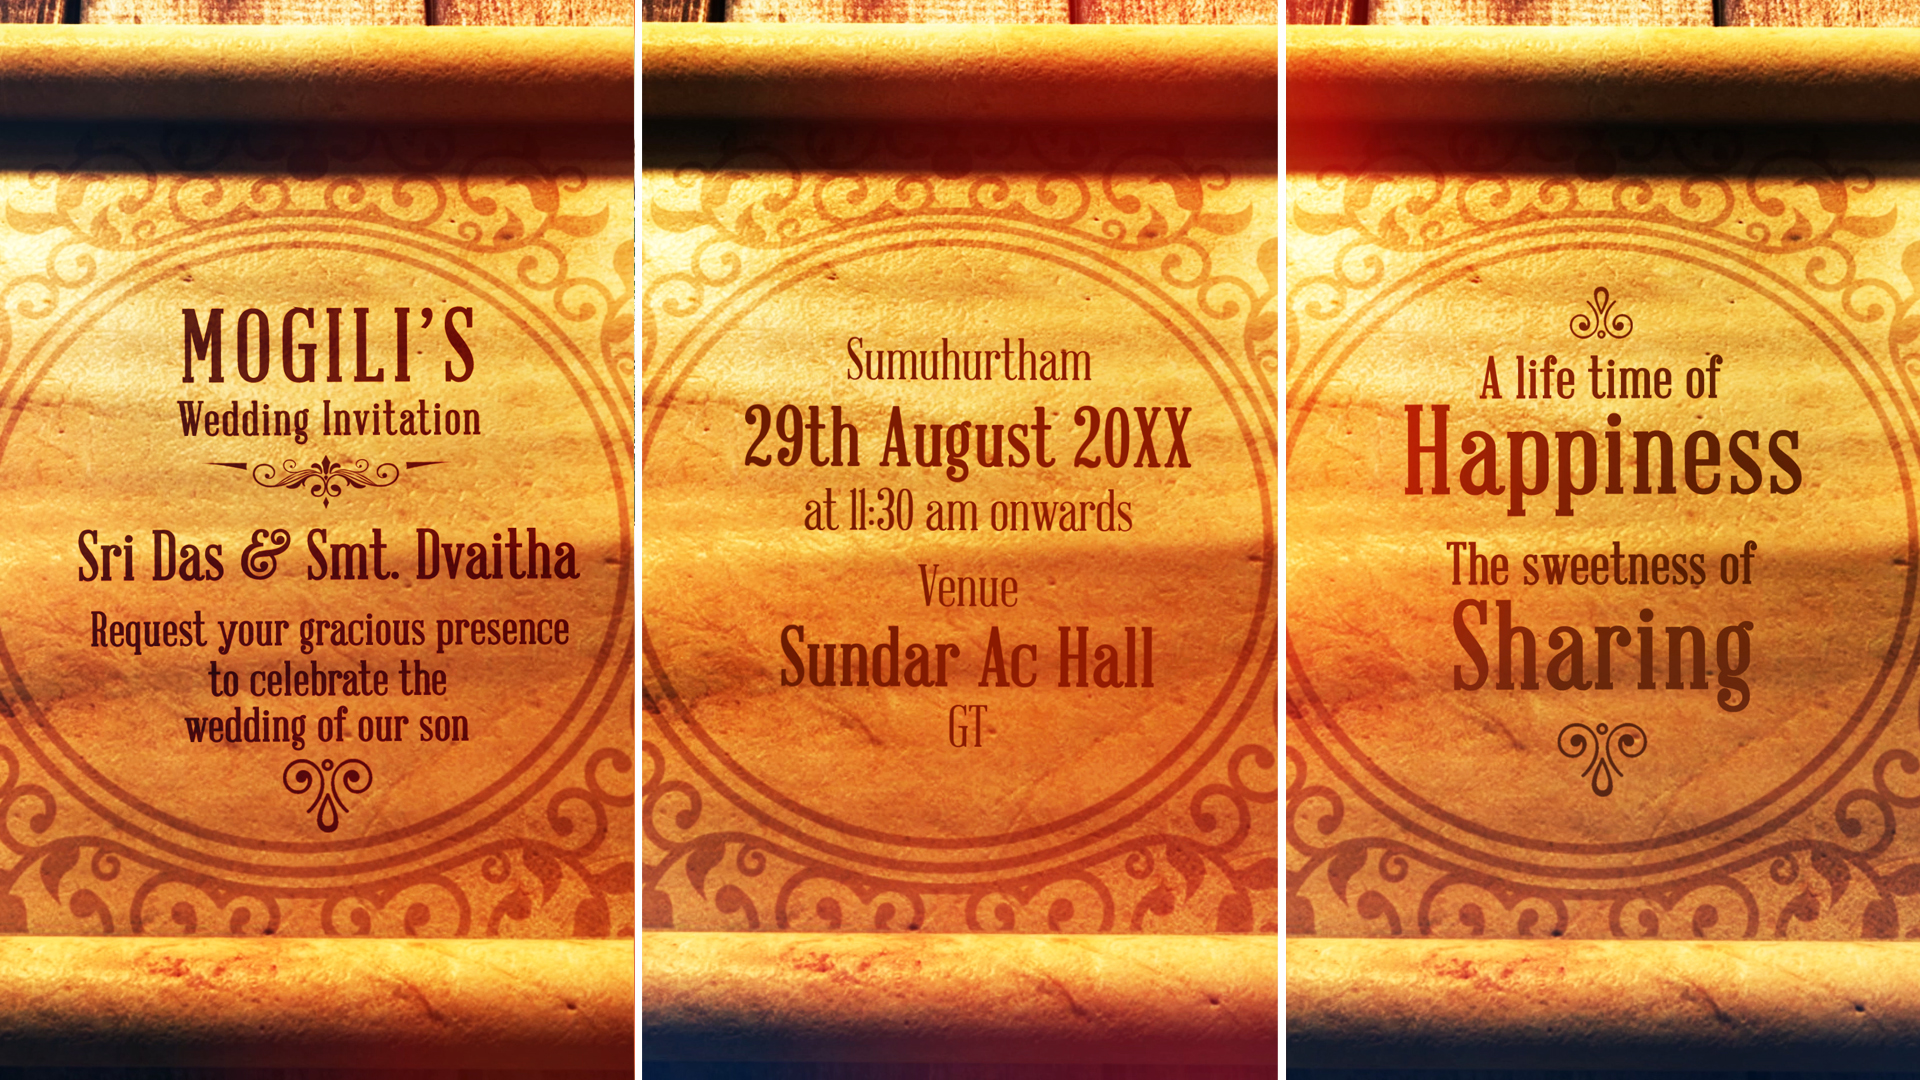 MOGILI'S
Wedding Invitation
Sri Das & Smt. Dvaitha
Request your gracious presence
to celebrate the
wedding of our son
Sumuhurtham
29th August 20XX
at 11:30 am onwards
Venue
Sundar Ac Hall
GT
A life time of
Happiness
The sweetness of
Sharing